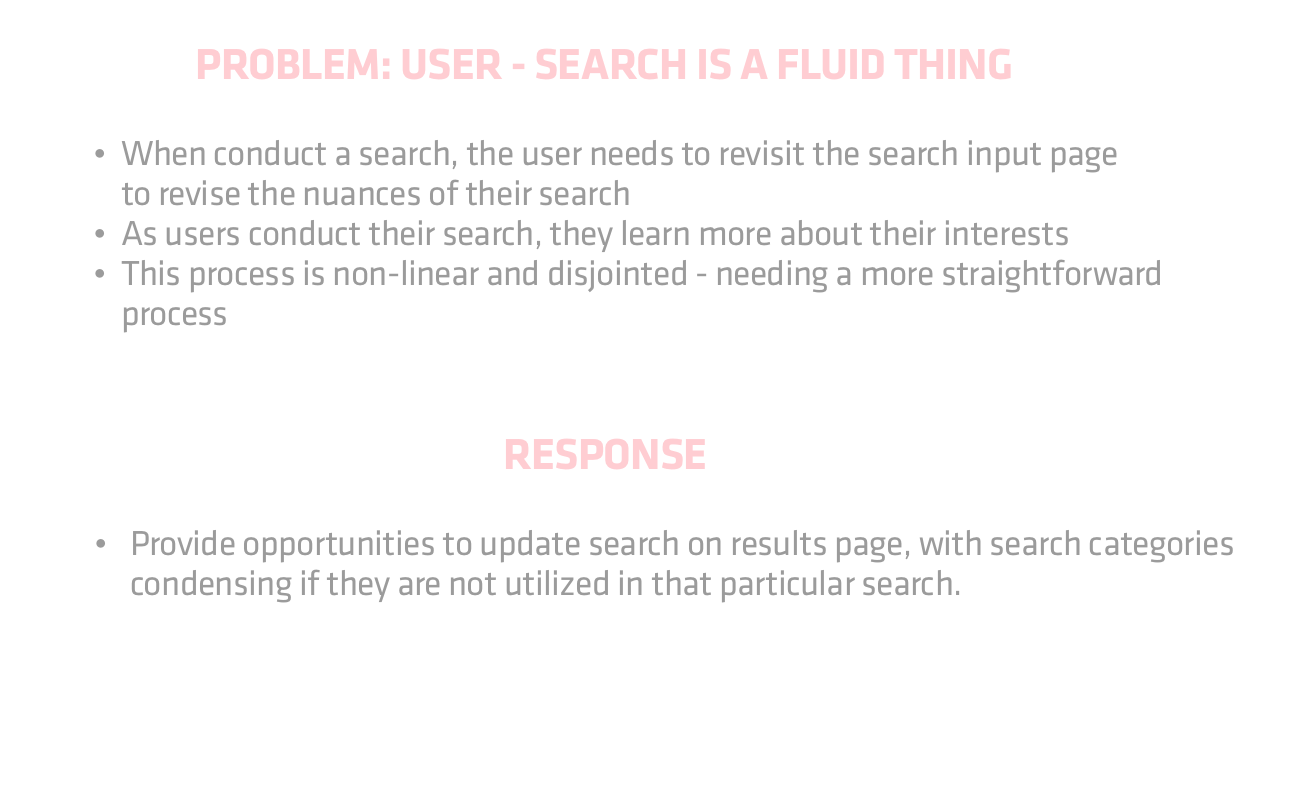 PROBLEM: USER - SEARCH IS A FLUID THING
• When conduct a search, the user needs to revisit the search input page
to revise the nuances of their search
• As users conduct their search, they learn more about their interests
• This process is non-linear and disjointed - needing a more straightforward
process
RESPONSE
• Provide opportunities to update search on results page, with search categories
condensing if they are not utilized in that particular search.